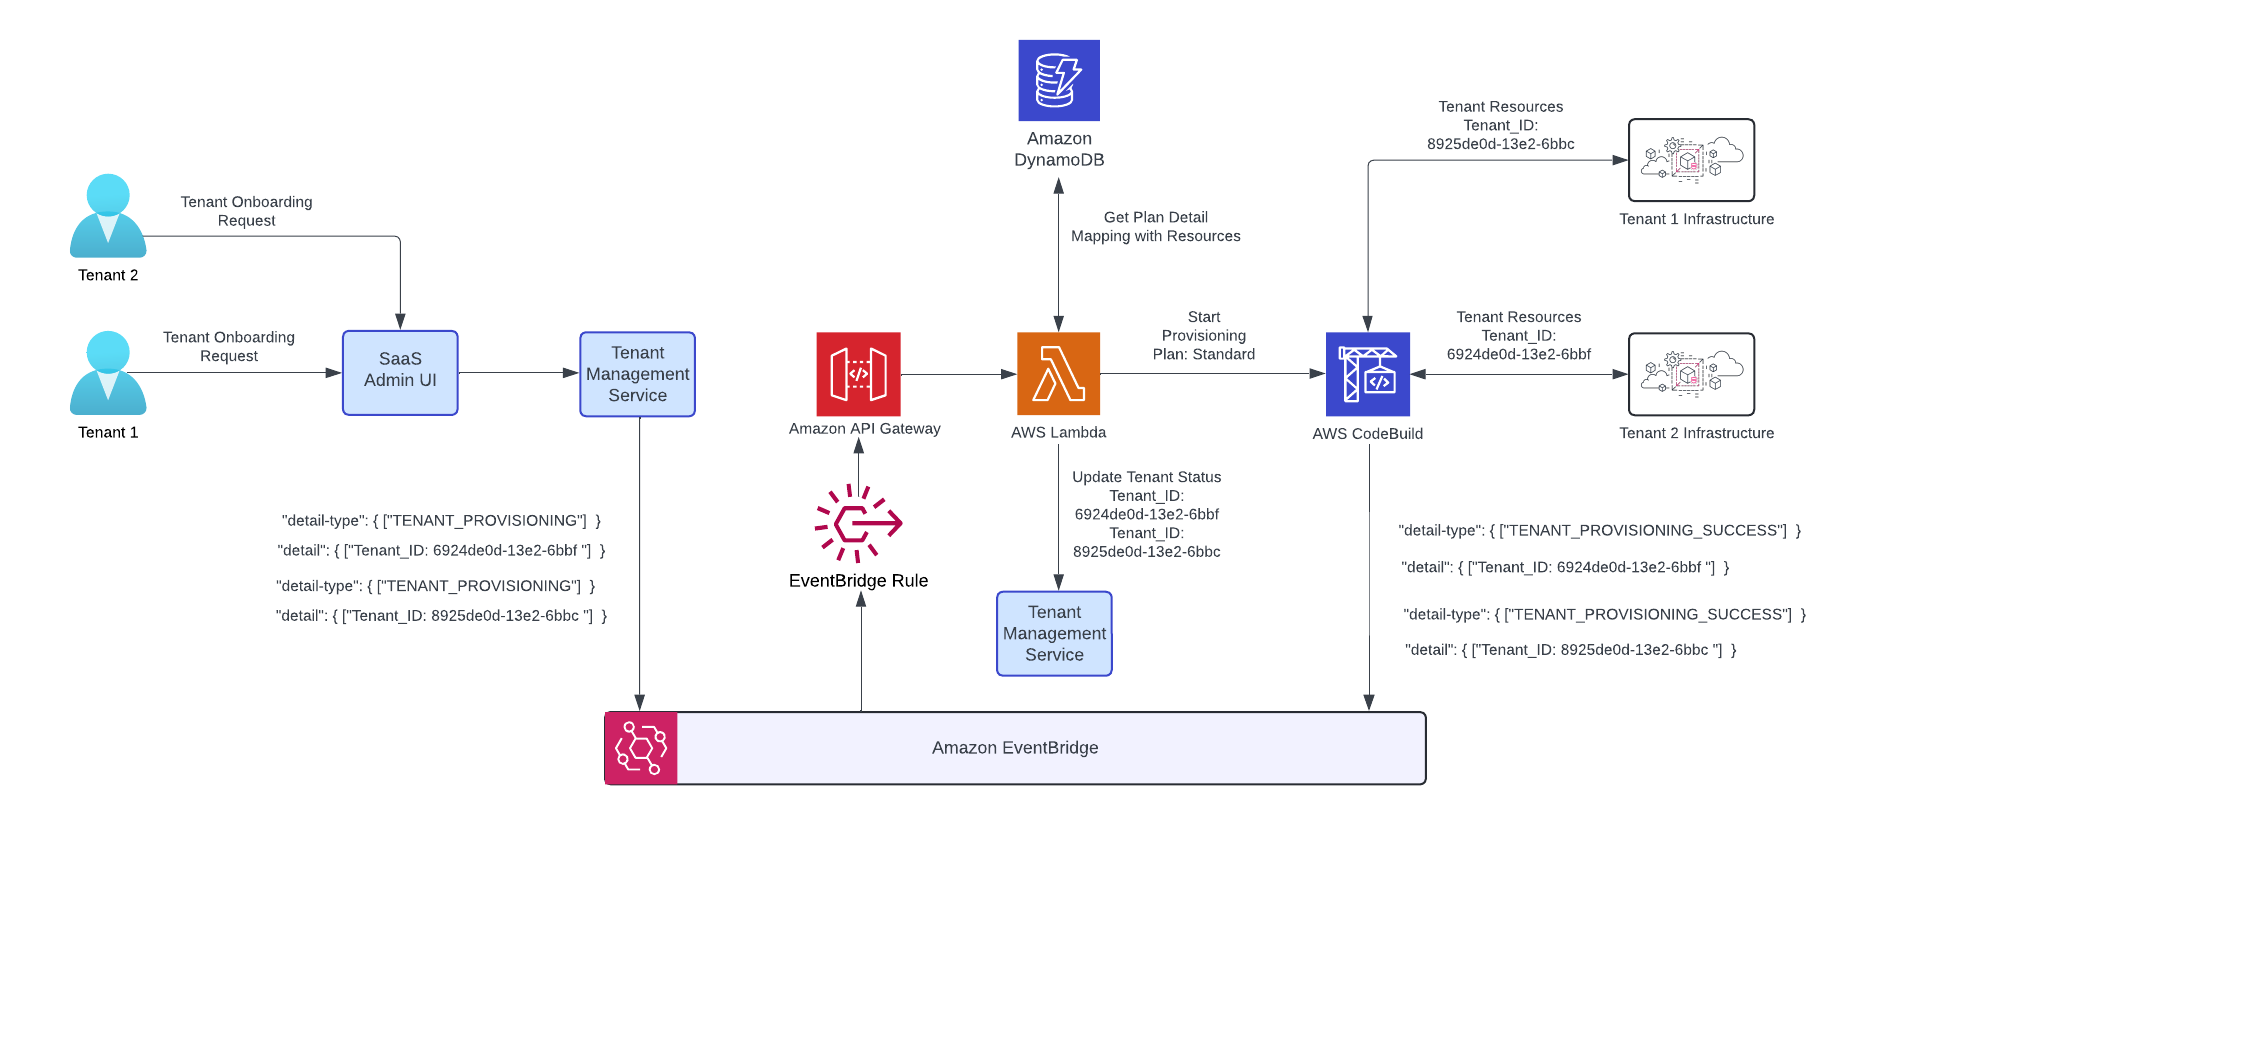 Amazon
DynamoDB
Tenant Resources
Tenant_ID:
8925de0d-13e2-6bbc
Tenant 1 Infrastructure
Tenant Onboarding
Request
Tenant 2
Get Plan Detail
Mapping with Resources
Tenant Onboarding
Request
Tenant 1
SaaS
Admin UI
Tenant
Management
Service
Amazon API Gateway
AWS Lambda
Start
Provisioning
Plan: Standard
AWS CodeBuild
Tenant Resources
Tenant_ID:
6924de0d-13e2-6bbf
Tenant 2 Infrastructure
"detail-type": { ["TENANT_PROVISIONING"]  }
"detail": { ["Tenant_ID: 6924de0d-13e2-6bbf "]  }
"detail-type": { ["TENANT_PROVISIONING"]  }
"detail": { ["Tenant_ID: 8925de0d-13e2-6bbc "]  }
EventBridge Rule
Update Tenant Status
Tenant_ID:
6924de0d-13e2-6bbf
Tenant_ID:
8925de0d-13e2-6bbc
Tenant
Management
Service
"detail-type": { ["TENANT_PROVISIONING_SUCCESS"]  }
"detail": { ["Tenant_ID: 6924de0d-13e2-6bbf "]  }
"detail-type": { ["TENANT_PROVISIONING_SUCCESS"]  }
"detail": { ["Tenant_ID: 8925de0d-13e2-6bbc "]  }
Amazon EventBridge